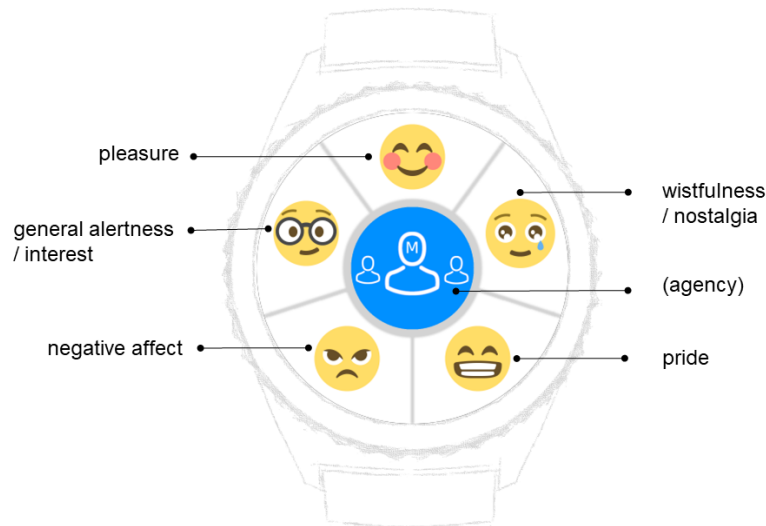 pleasure
wistfulness
/ nostalgia
general alertness
/ interest
M
(agency)
negative affect
pride